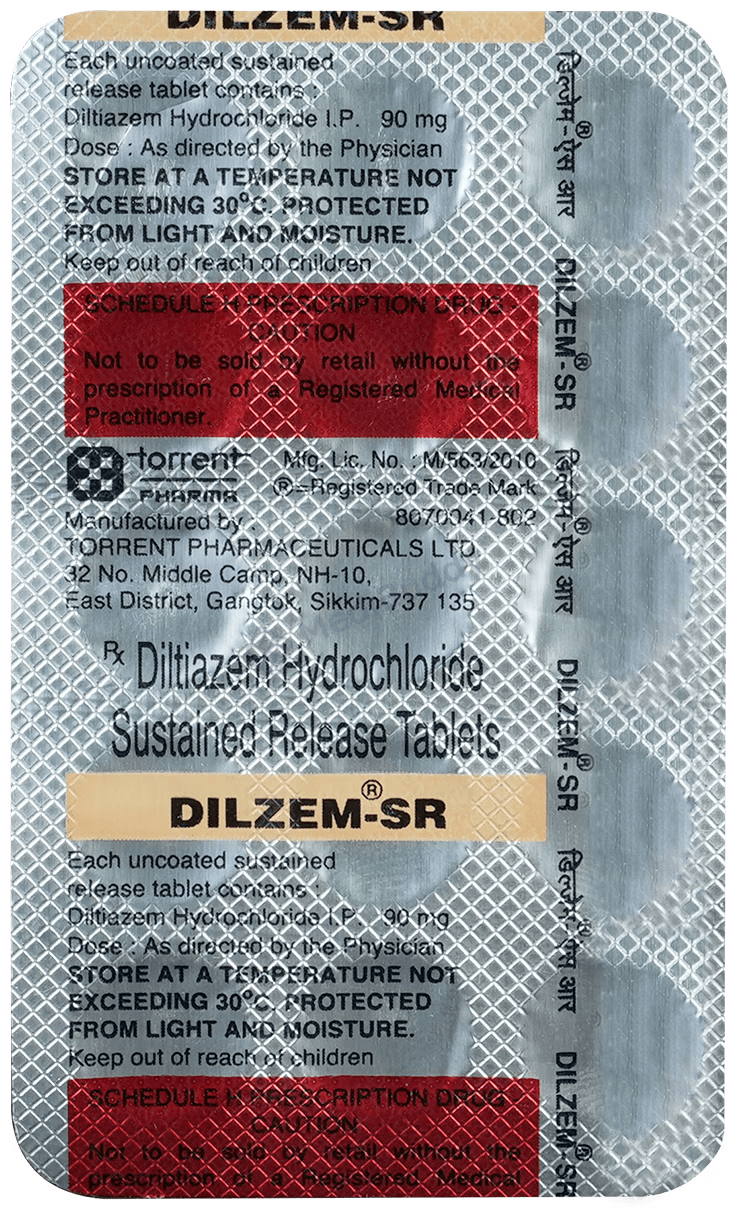 DILZEM-SR
Each uncoated sustained
release tablet contains :
Diltiazem Hydrochloride I.P. 90 mg
Dose : As directed by the Physician
STORE AT A TEMPERATURE NOT
EXCEEDING 30°C. PROTECTED
FROM LIGHT AND MOISTURE.
Keep out of reach of children
SCHEDULE H PRESCRIPTION DRUG -
CAUTION
Not to be sold by retail without the
prescription of a Registered Medical
Practitioner.
torrent
PHARMA
Mfg. Lic. No. : M/563/2010
®=Registered Trade Mark
8070041-802
Manufactured by :
TORRENT PHARMACEUTICALS LTD.
32 No. Middle Camp, NH-10,
East District, Gangtok, Sikkim-737 135
Rx Diltiazem Hydrochloride
Sustained Release Tablets
DILZEM®-SR
Each uncoated sustained
release tablet contains :
Diltiazem Hydrochloride I.P. 90 mg
Dose : As directed by the Physician
STORE AT A TEMPERATURE NOT
EXCEEDING 30°C. PROTECTED
FROM LIGHT AND MOISTURE.
Keep out of reach of children
SCHEDULE H PRESCRIPTION DRUG -
CAUTION
Not to be sold by retail without the
prescription of a Registered Medical
डिल्ज़ेम®-ऐस आर
DILZEM®-SR
डिल्ज़ेम®-ऐस आर
DILZEM®-SR
डिल्ज़ेम®-ऐस आर
DILZEM®-SR